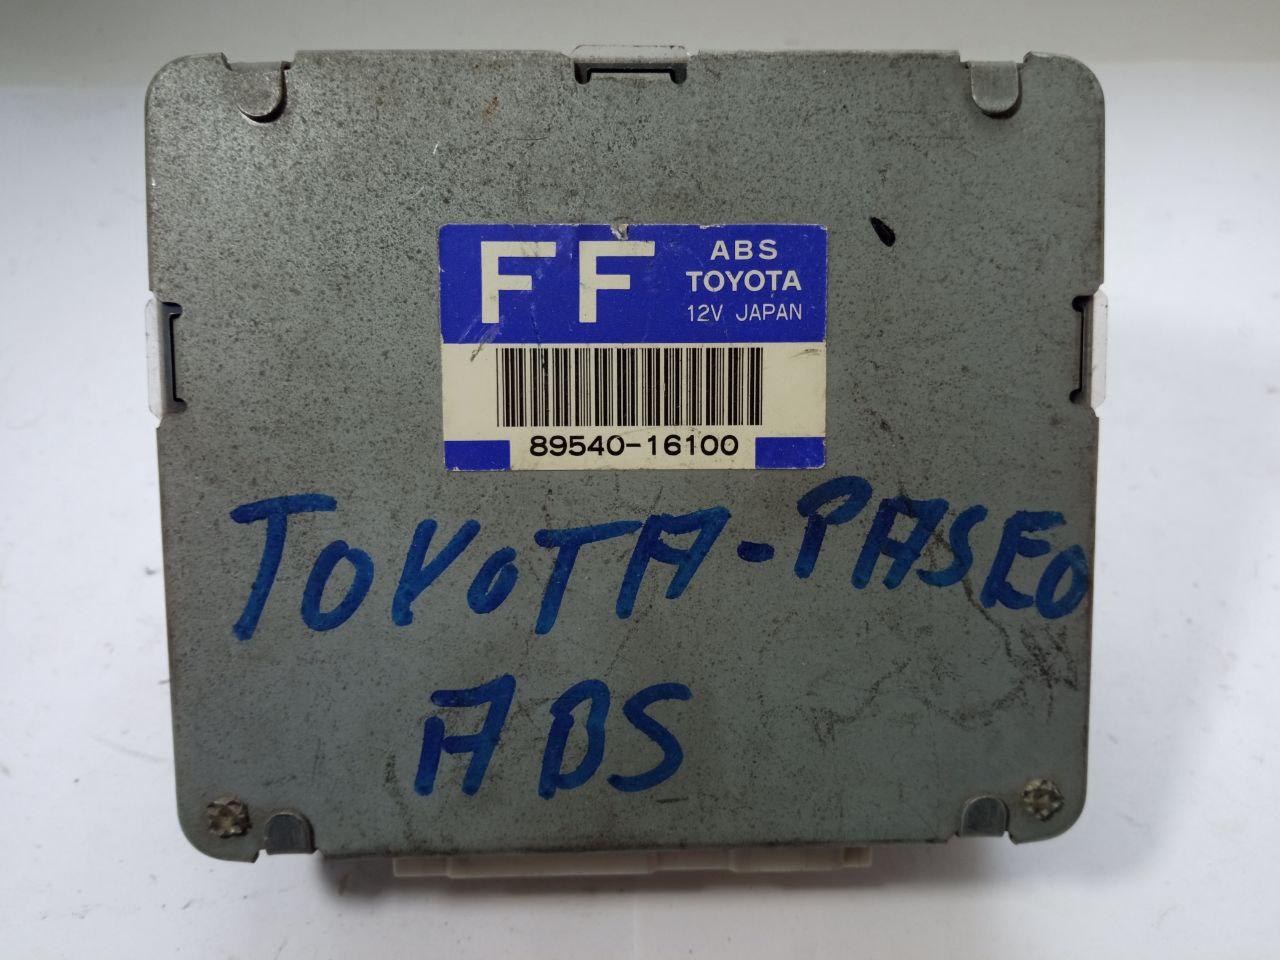 FF
ABS
TOYOTA
12V JAPAN
89540-16100
TOYOTA-PASEO
ABS